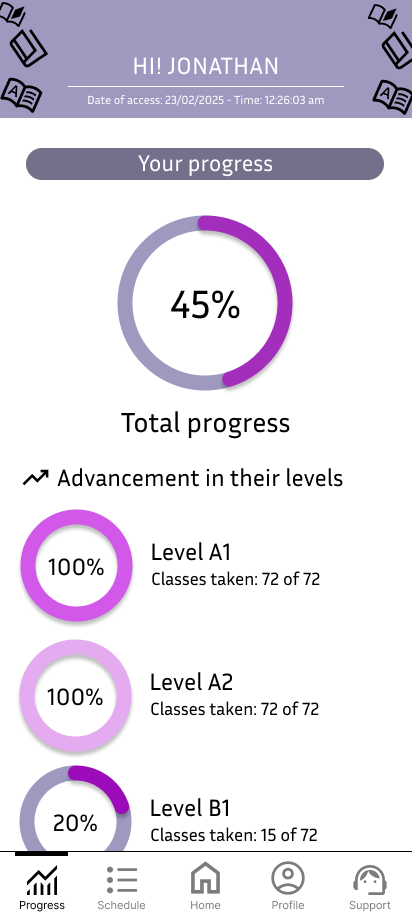 HI! JONATHAN
Date of access: 23/02/2025 - Time: 12:26:03 am
Your progress
45%
Total progress
Advancement in their levels
100%
Level A1
Classes taken: 72 of 72
100%
Level A2
Classes taken: 72 of 72
20%
Level B1
Classes taken: 15 of 72
Progress Schedule Home Profile Support